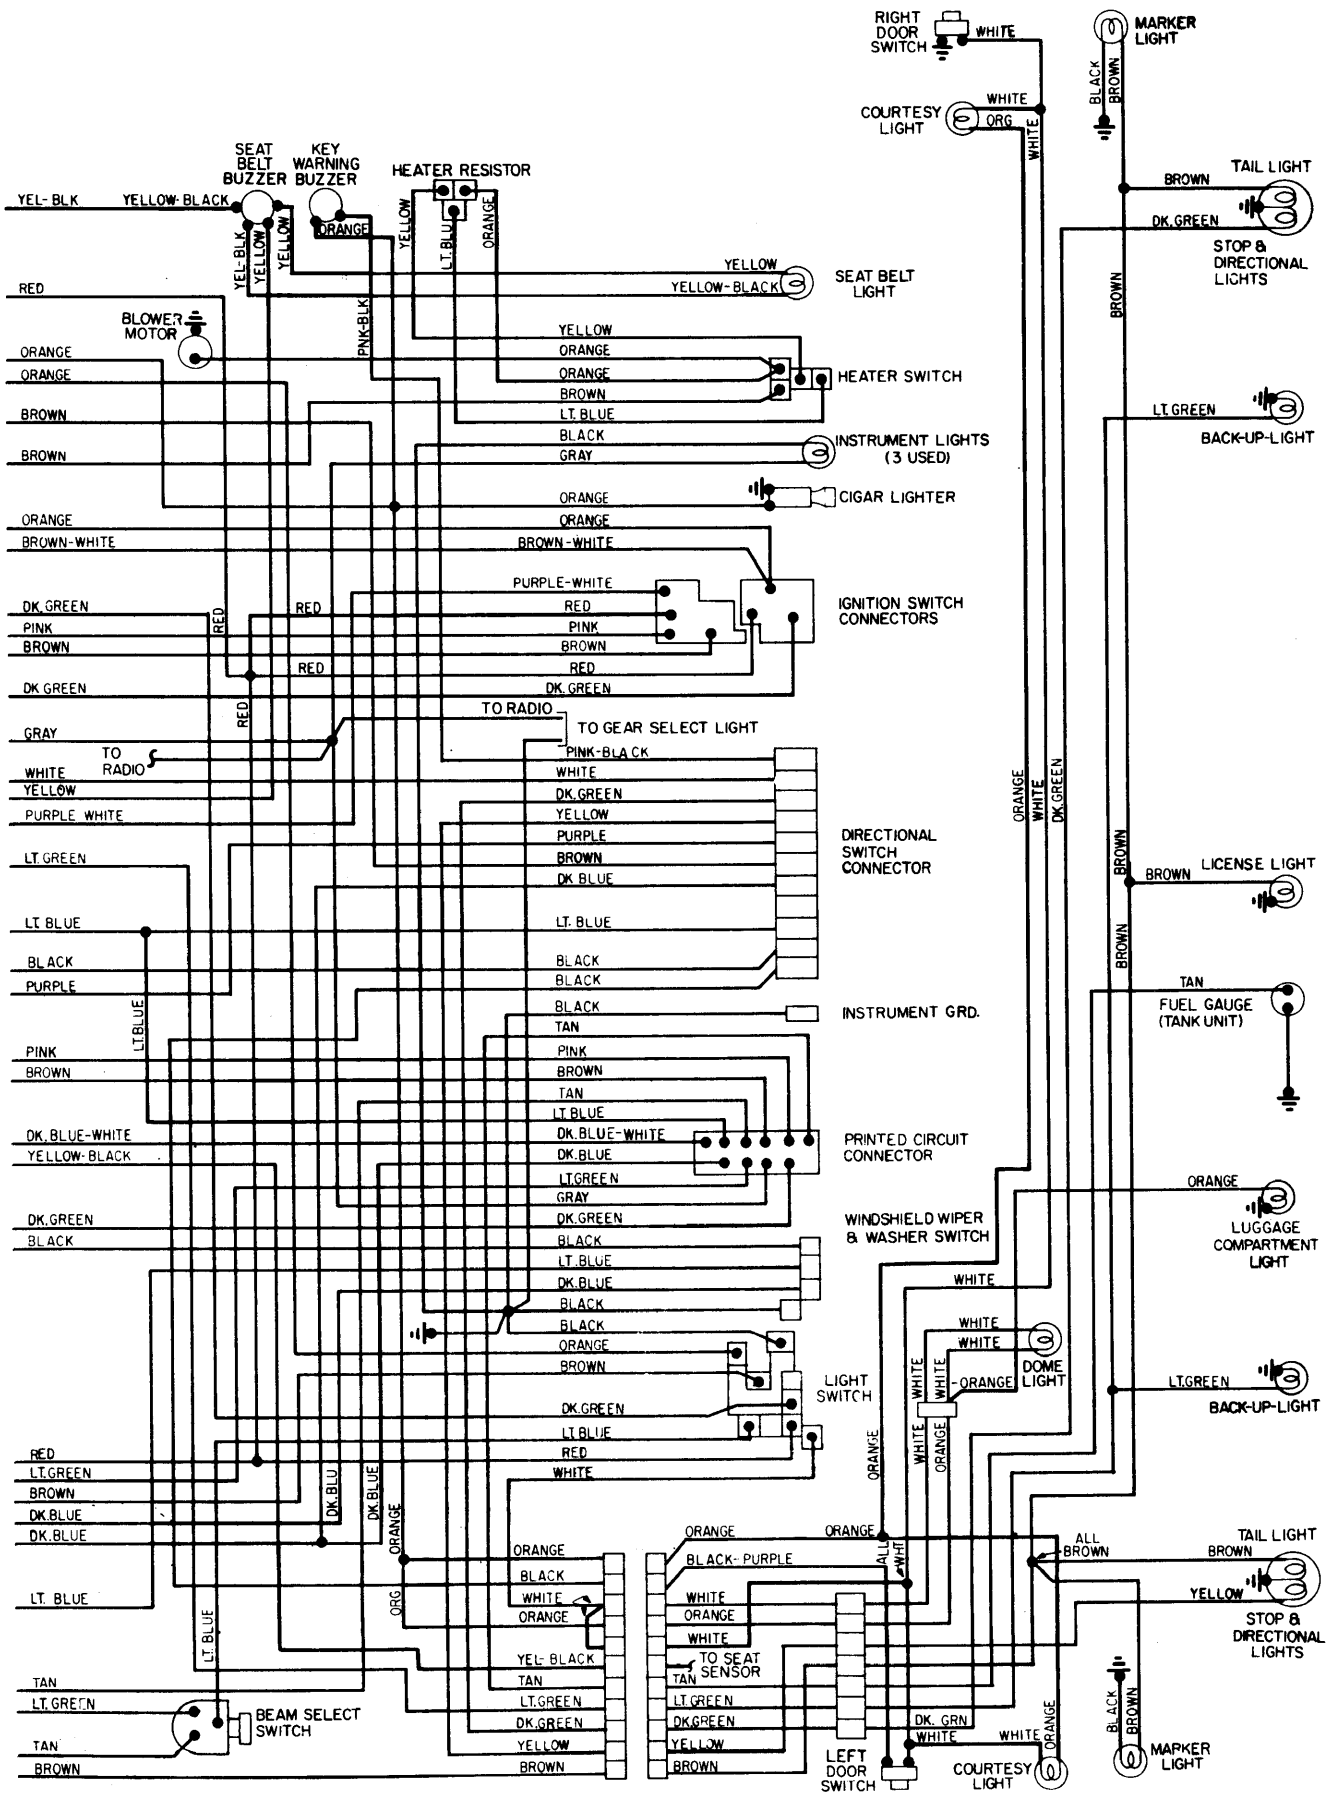 RIGHT
DOOR
SWITCH
WHITE
MARKER
LIGHT
BLACK
BROWN
COURTESY
LIGHT
WHITE
ORG
WHITE
SEAT
BELT
BUZZER
KEY
WARNING
BUZZER
HEATER RESISTOR
TAIL LIGHT
BROWN
DK.GREEN
STOP &
DIRECTIONAL
LIGHTS
YEL-BLK
YELLOW-BLACK
YEL-BLK
YELLOW
YELLOW
ORANGE
YELLOW
LT.BLU
ORANGE
YELLOW
YELLOW-BLACK
SEAT BELT
LIGHT
RED
BLOWER
MOTOR
PNK-BLK
BROWN
ORANGE
ORANGE
YELLOW
ORANGE
ORANGE
BROWN
LT. BLUE
HEATER SWITCH
BROWN
BROWN
LT.GREEN
BACK-UP-LIGHT
BLACK
GRAY
INSTRUMENT LIGHTS
(3 USED)
ORANGE
CIGAR LIGHTER
ORANGE
BROWN-WHITE
ORANGE
BROWN-WHITE
DK.GREEN
PINK
BROWN
RED
RED
PURPLE-WHITE
RED
PINK
BROWN
IGNITION SWITCH
CONNECTORS
RED
RED
DK GREEN
DK.GREEN
RED
GRAY
TO
RADIO
TO RADIO
TO GEAR SELECT LIGHT
WHITE
YELLOW
PURPLE WHITE
PINK-BLACK
WHITE
DK.GREEN
YELLOW
PURPLE
BROWN
DK BLUE
LT. BLUE
BLACK
BLACK
DIRECTIONAL
SWITCH
CONNECTOR
ORANGE
WHITE
DK.GREEN
BROWN
LT.GREEN
LICENSE LIGHT
BROWN
LT. BLUE
BLACK
PURPLE
BROWN
LT.BLUE
BLACK
INSTRUMENT GRD.
TAN
FUEL GAUGE
(TANK UNIT)
PINK
BROWN
TAN
PINK
BROWN
TAN
LT.BLUE
DK.BLUE-WHITE
DK.BLUE
LT.GREEN
GRAY
DK.GREEN
PRINTED CIRCUIT
CONNECTOR
DK.BLUE-WHITE
YELLOW-BLACK
ORANGE
LUGGAGE
COMPARTMENT
LIGHT
DK.GREEN
BLACK
BLACK
LT.BLUE
DK.BLUE
BLACK
WINDSHIELD WIPER
& WASHER SWITCH
WHITE
BLACK
ORANGE
BROWN
DK.GREEN
LT.BLUE
RED
WHITE
LIGHT
SWITCH
WHITE
WHITE
DOME
LIGHT
WHITE
WHITE
-ORANGE
LT.GREEN
BACK-UP-LIGHT
ORANGE
WHITE
ORANGE
RED
LT.GREEN
BROWN
DK.BLUE
DK.BLUE
DK.BLU
DK.BLUE
ORANGE
ORG
LT. BLUE
LT. BLUE
ORANGE
BLACK
WHITE
ORANGE
YEL-BLACK
TAN
LT.GREEN
DK.GREEN
YELLOW
BROWN
ORANGE
ORANGE
BLACK-PURPLE
WHITE
ORANGE
WHITE
TO SEAT
SENSOR
TAN
LT.GREEN
DK.GREEN
YELLOW
BROWN
ALL
WHT
ALL
BROWN
TAIL LIGHT
BROWN
YELLOW
STOP &
DIRECTIONAL
LIGHTS
TAN
LT.GREEN
BEAM SELECT
SWITCH
TAN
BROWN
DK. GRN
WHITE
WHITE
ORANGE
BLACK
BROWN
LEFT
DOOR
SWITCH
COURTESY
LIGHT
MARKER
LIGHT